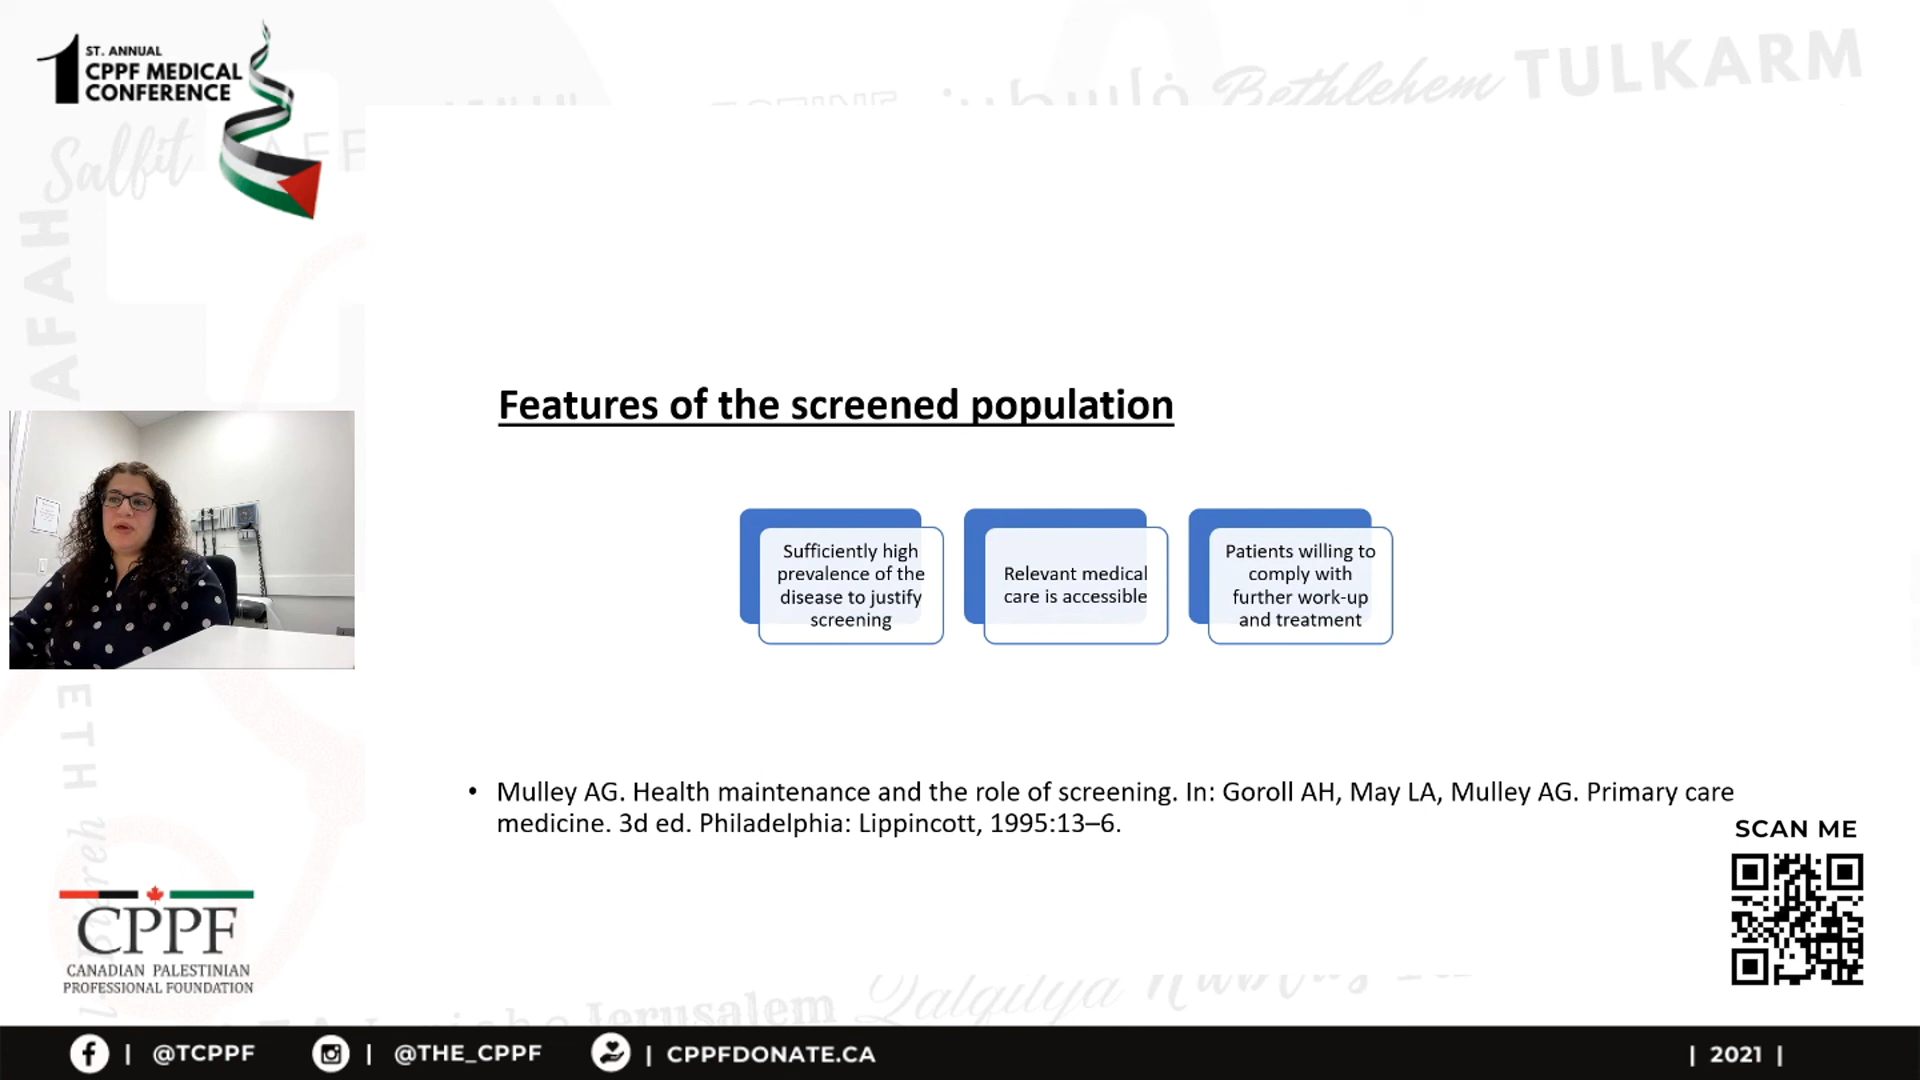 1 ST. ANNUAL
CPPF MEDICAL
CONFERENCE
Bethlehem TULKARM
Salfit
AFAH
Features of the screened population
Sufficiently high
prevalence of the
disease to justify
screening
Relevant medical
care is accessible
Patients willing to
comply with
further work-up
and treatment
• Mulley AG. Health maintenance and the role of screening. In: Goroll AH, May LA, Mulley AG. Primary care
medicine. 3d ed. Philadelphia: Lippincott, 1995:13–6.
SCAN ME
CPPF
CANADIAN PALESTINIAN
PROFESSIONAL FOUNDATION
Jerusalem Qalqilya
| @TCPPF | @THE_CPPF | CPPFDONATE.CA | 2021 |